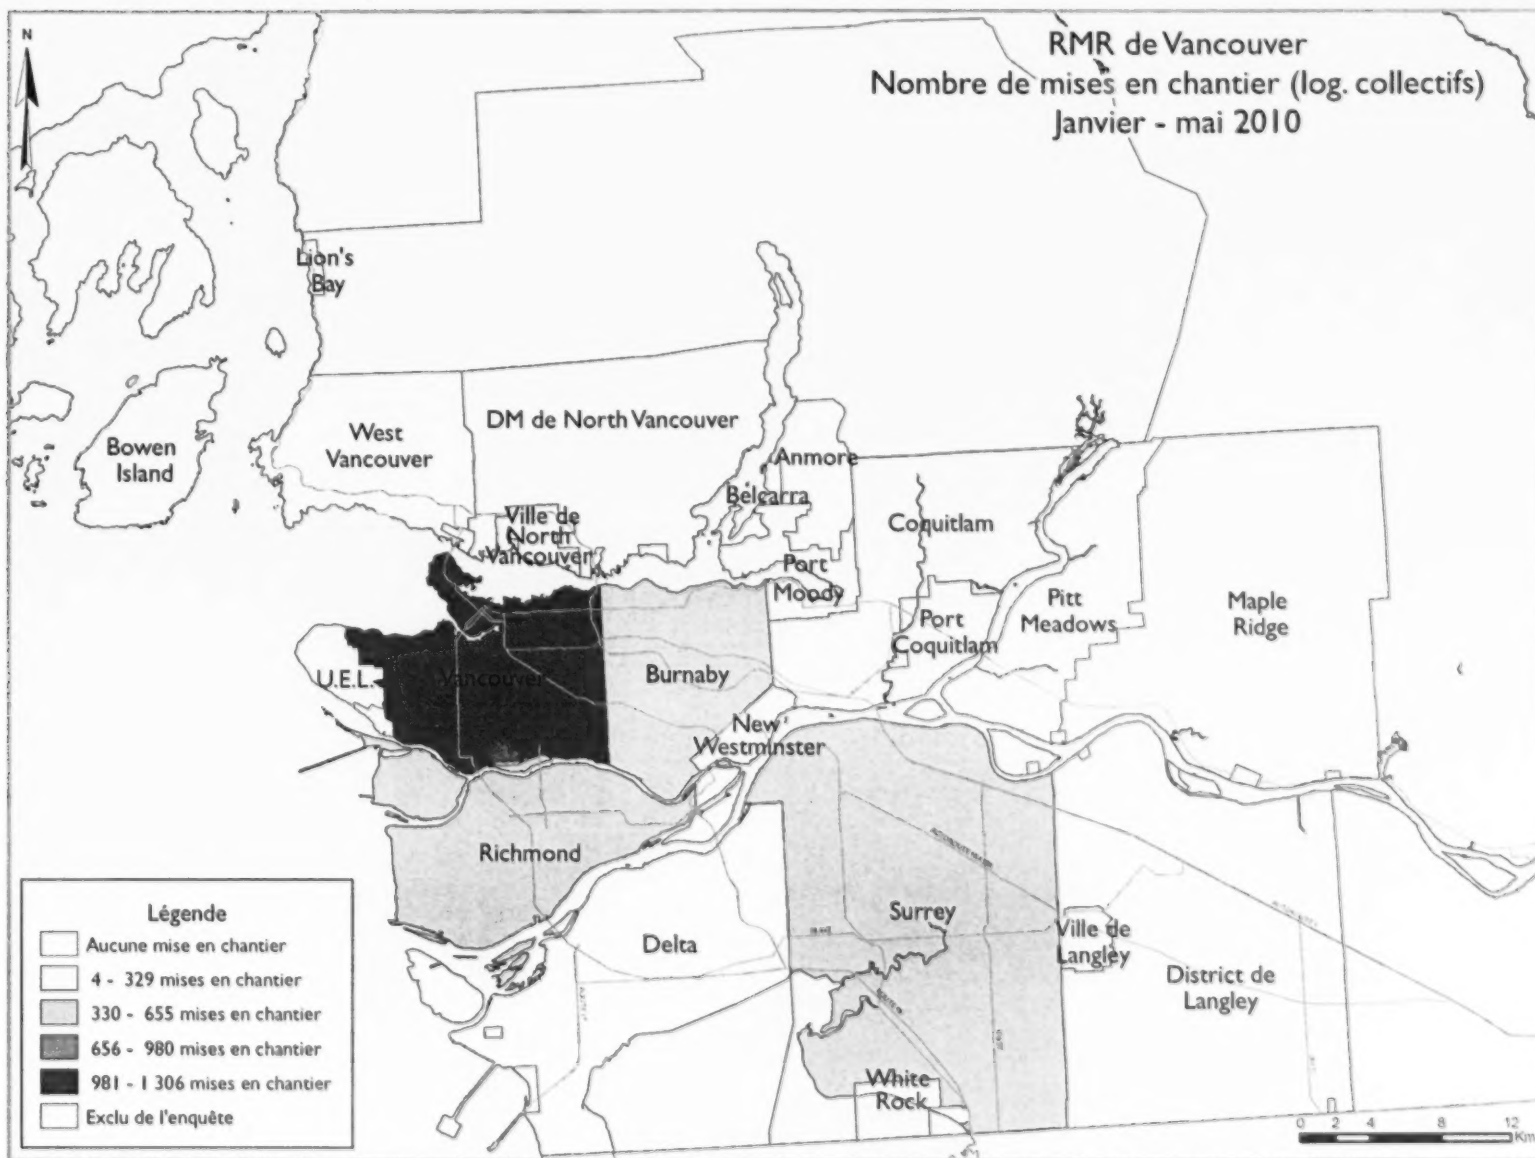 N
RMR de Vancouver
Nombre de mises en chantier (log. collectifs)
Janvier - mai 2010
Lion's
Bay
Bowen
Island
West
Vancouver
DM de North Vancouver
Anmore
Belcarra
Ville de
North
Vancouver
Coquitlam
Port
Moody
Port
Coquitlam
Pitt
Meadows
Maple
Ridge
U.E.L.
Vancouver
Burnaby
New
Westminster
Richmond
Surrey
Delta
Ville de
Langley
District de
Langley
White
Rock
Légende
Aucune mise en chantier
4 - 329 mises en chantier
330 - 655 mises en chantier
656 - 980 mises en chantier
981 - 1 306 mises en chantier
Exclu de l'enquête
0 2 4 8 12
Km